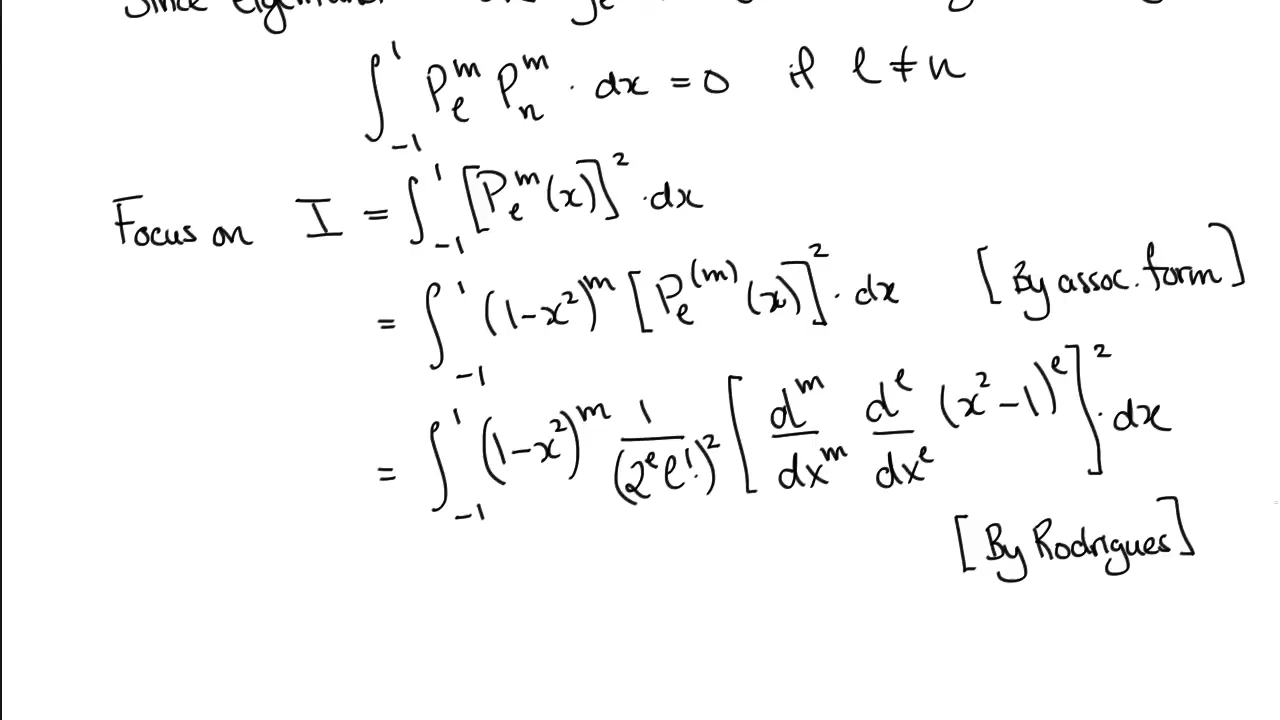 Since
∫_{-1}^{1} P_ℓ^m P_n^m · dx = 0 if ℓ ≠ n
Focus on I = ∫_{-1}^{1} [P_ℓ^m (x)]^2 · dx
= ∫_{-1}^{1} (1-x^2)^m [P_ℓ^{(m)} (x)]^2 · dx [By assoc. form]
= ∫_{-1}^{1} (1-x^2)^m 1/(2^ℓ ℓ!)^2 [d^m/dx^m d^ℓ/dx^ℓ (x^2-1)^ℓ]^2 · dx
[By Rodrigues]